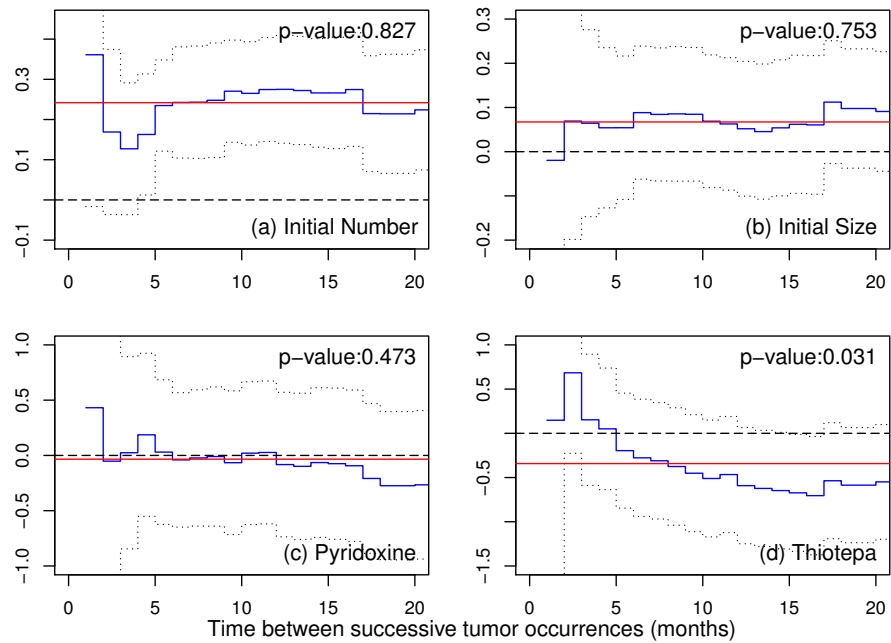 p−value:0.827
0.3
0.1
−0.1
(a) Initial Number
0 5 10 15 20
p−value:0.753
0.3
0.1
0.0
−0.2
(b) Initial Size
0 5 10 15 20
p−value:0.473
1.0
0.5
0.0
−0.5
−1.0
(c) Pyridoxine
0 5 10 15 20
p−value:0.031
1.0
0.5
−0.5
−1.5
(d) Thiotepa
0 5 10 15 20
Time between successive tumor occurrences (months)